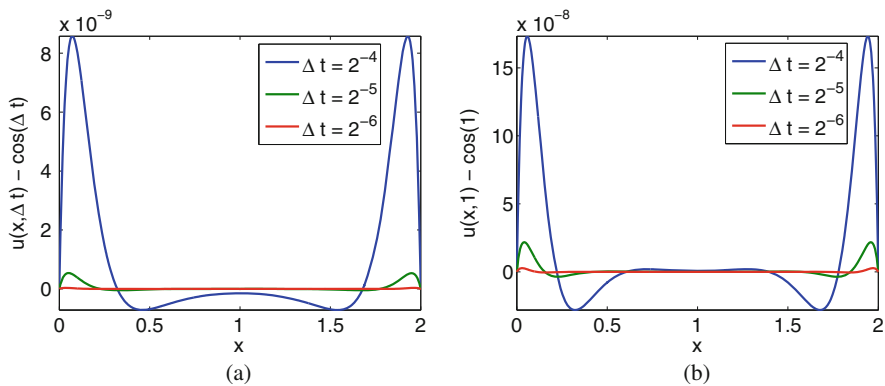 x 10⁻⁹
8
6
4
2
0
u(x,Δ t) − cos(Δ t)
Δ t = 2⁻⁴
Δ t = 2⁻⁵
Δ t = 2⁻⁶
0 0.5 1 1.5 2
x
(a)
x 10⁻⁸
15
10
5
0
u(x,1) − cos(1)
Δ t = 2⁻⁴
Δ t = 2⁻⁵
Δ t = 2⁻⁶
0 0.5 1 1.5 2
x
(b)